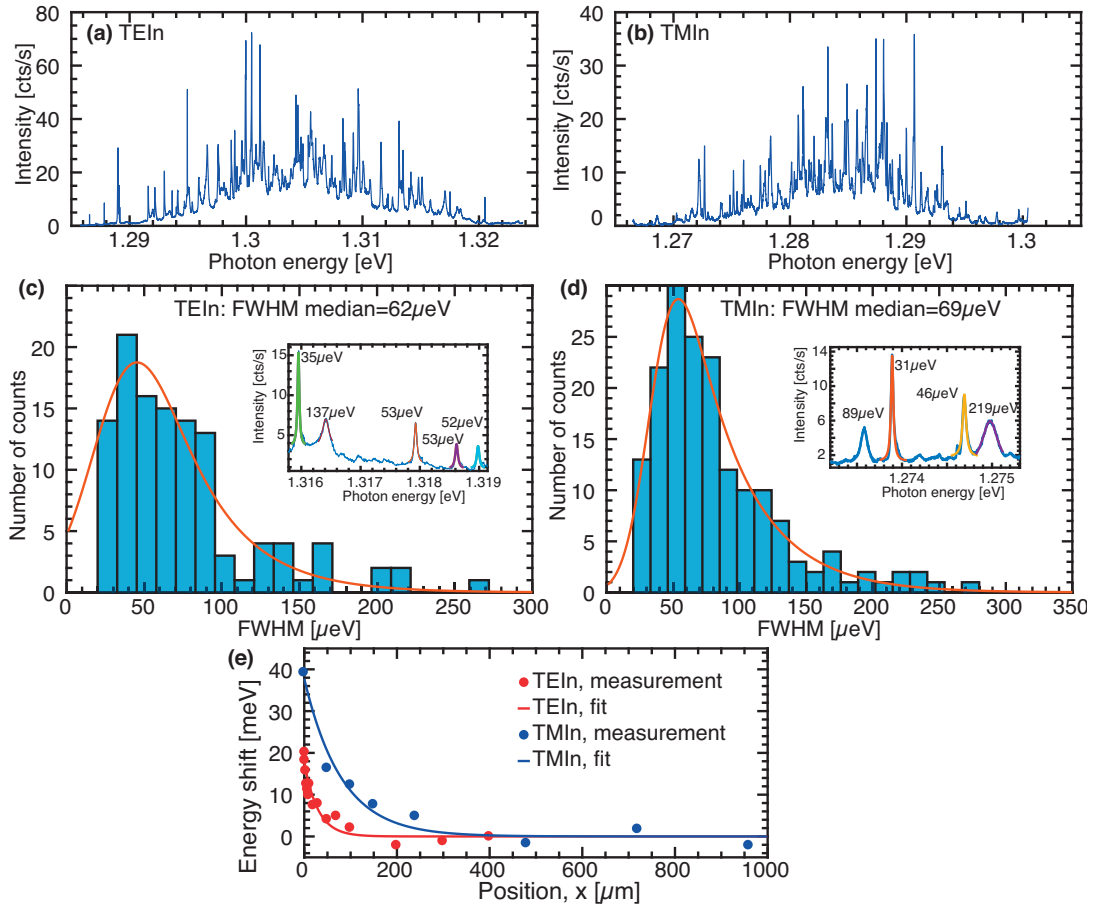 (a) TEIn
Intensity [cts/s]
80
60
40
20
0
1.29 1.3 1.31 1.32
Photon energy [eV]
(b) TMIn
Intensity [cts/s]
40
30
20
10
0
1.27 1.28 1.29 1.3
Photon energy [eV]
(c)
TEIn: FWHM median=62µeV
Number of counts
20
15
10
5
0
0 50 100 150 200 250 300
FWHM [µeV]
Intensity [cts/s]
15
10
5
35µeV
137µeV
53µeV
53µeV
52µeV
1.316 1.317 1.318 1.319
Photon energy [eV]
(d)
TMIn: FWHM median=69µeV
Number of counts
25
20
15
10
5
0
0 50 100 150 200 250 300 350
FWHM [µeV]
Intensity [cts/s]
14
10
6
2
89µeV
31µeV
46µeV
219µeV
1.274 1.275
Photon energy [eV]
(e)
Energy shift [meV]
40
30
20
10
0
0 200 400 600 800 1000
Position, x [µm]
TEIn, measurement
TEIn, fit
TMIn, measurement
TMIn, fit